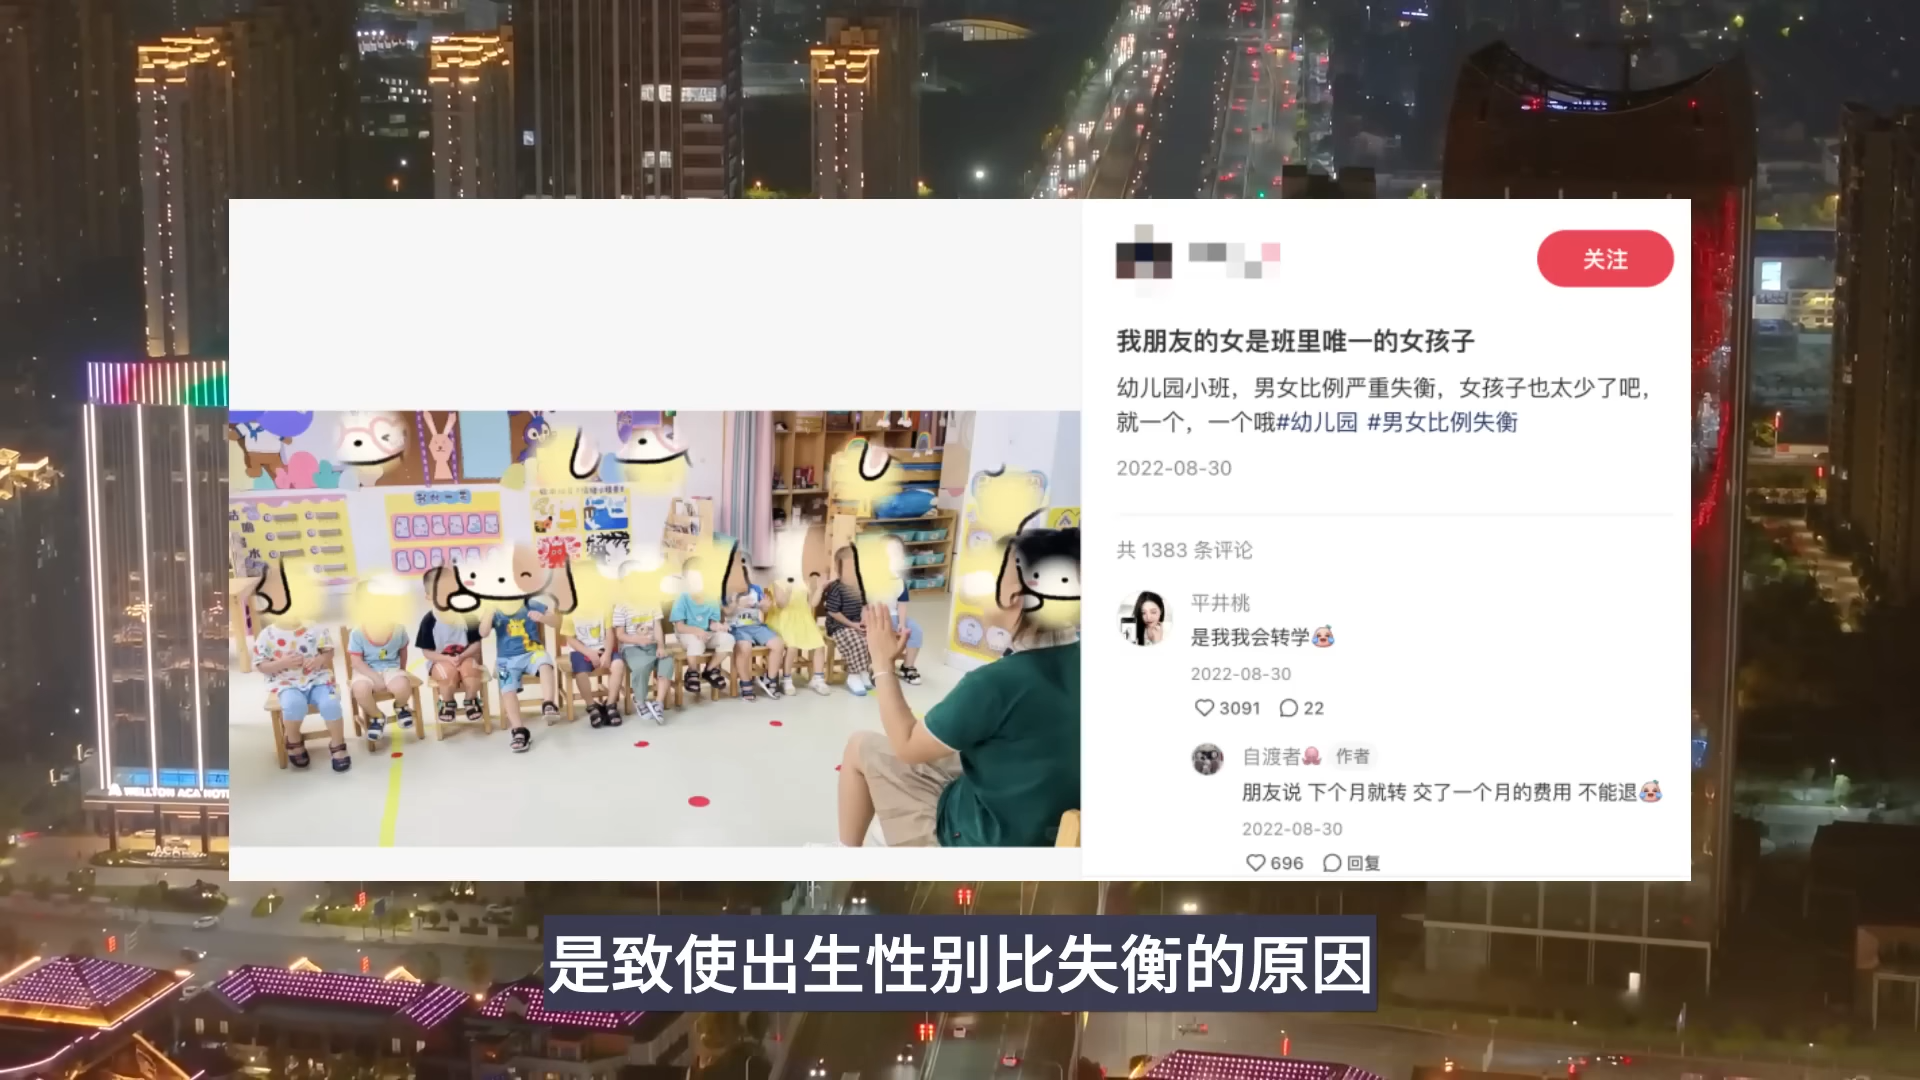 关注
我朋友的女是班里唯一的女孩子
幼儿园小班，男女比例严重失衡，女孩子也太少了吧，
就一个，一个哦#幼儿园 #男女比例失衡
2022-08-30
共 1383 条评论
平井桃
是我我会转学
2022-08-30
3091 22
自渡者 作者
朋友说 下个月就转 交了一个月的费用 不能退
2022-08-30
696 回复
WELLTON ACA HOT
ACA
是致使出生性别比失衡的原因